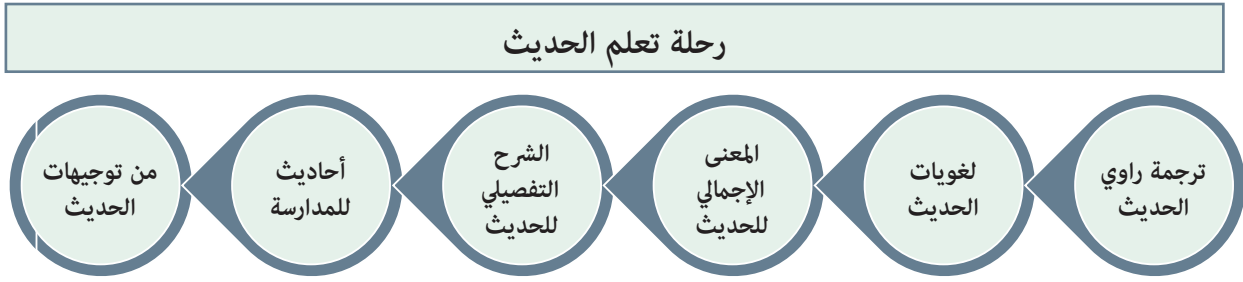 رحلة تعلم الحديث
ترجمة راوي
الحديث
لغويات
الحديث
المعنى
الإجمالي
للحديث
الشرح
التفصيلي
للحديث
أحاديث
للمدارسة
من توجيهات
الحديث